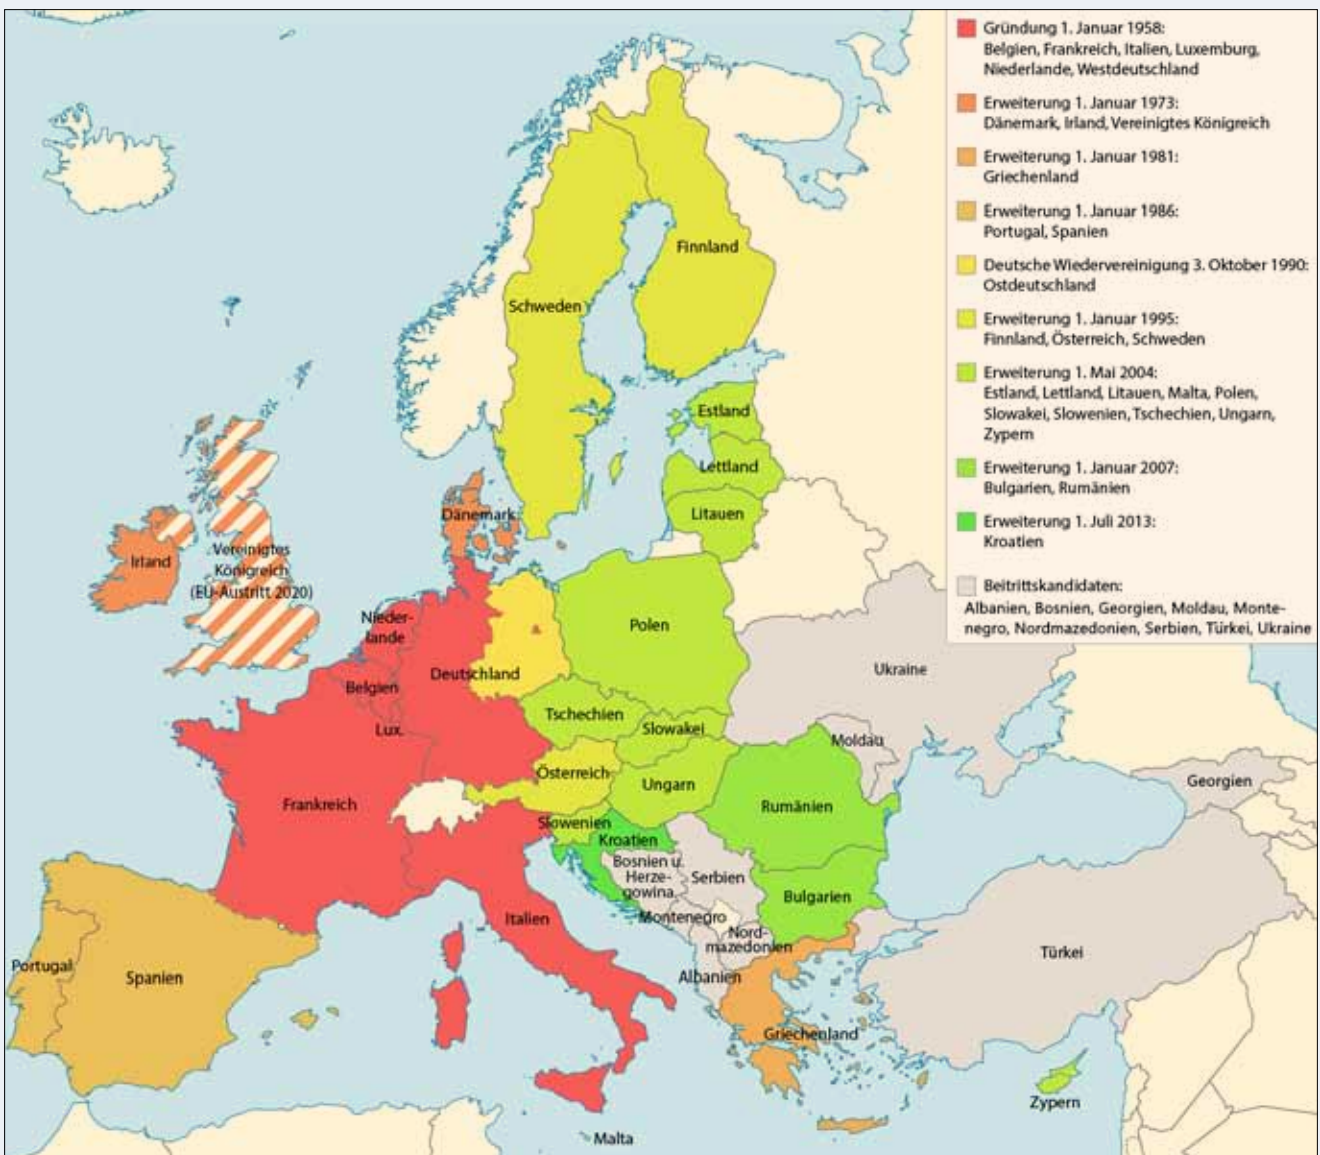 Gründung 1. Januar 1958:
Belgien, Frankreich, Italien, Luxemburg,
Niederlande, Westdeutschland
Erweiterung 1. Januar 1973:
Dänemark, Irland, Vereinigtes Königreich
Erweiterung 1. Januar 1981:
Griechenland
Erweiterung 1. Januar 1986:
Portugal, Spanien
Deutsche Wiedervereinigung 3. Oktober 1990:
Ostdeutschland
Erweiterung 1. Januar 1995:
Finnland, Österreich, Schweden
Erweiterung 1. Mai 2004:
Estland, Lettland, Litauen, Malta, Polen,
Slowakei, Slowenien, Tschechien, Ungarn,
Zypern
Erweiterung 1. Januar 2007:
Bulgarien, Rumänien
Erweiterung 1. Juli 2013:
Kroatien
Beitrittskandidaten:
Albanien, Bosnien, Georgien, Moldau, Monte-
negro, Nordmazedonien, Serbien, Türkei, Ukraine
Finnland
Schweden
Estland
Lettland
Litauen
Dänemark
Irland
Vereinigtes
Königreich
(EU-Austritt 2020)
Nieder-
lande
Polen
Deutschland
Ukraine
Belgien
Tschechien
Lux.
Slowakei
Moldau
Österreich
Ungarn
Georgien
Frankreich
Rumänien
Slowenien
Kroatien
Bosnien u.
Herze-
gowina
Serbien
Bulgarien
Montenegro
Italien
Nord-
mazedonien
Türkei
Portugal
Spanien
Albanien
Griechenland
Zypern
Malta